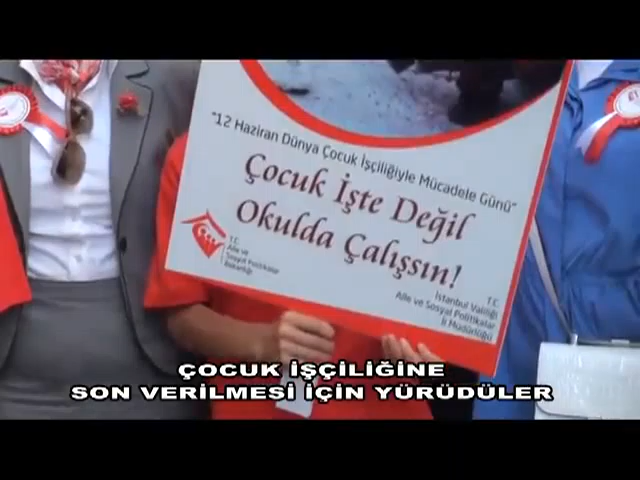 "12 Haziran Dünya Çocuk İşçiliğiyle Mücadele Günü"
Çocuk İşte Değil
Okulda Çalışsın!
T.C.
Aile ve
Sosyal Politikalar
Bakanlığı
T.C.
İstanbul Valiliği
Aile ve Sosyal Politikalar
İl Müdürlüğü
ÇOCUK İŞÇİLİĞİNE
SON VERİLMESİ İÇİN YÜRÜDÜLER